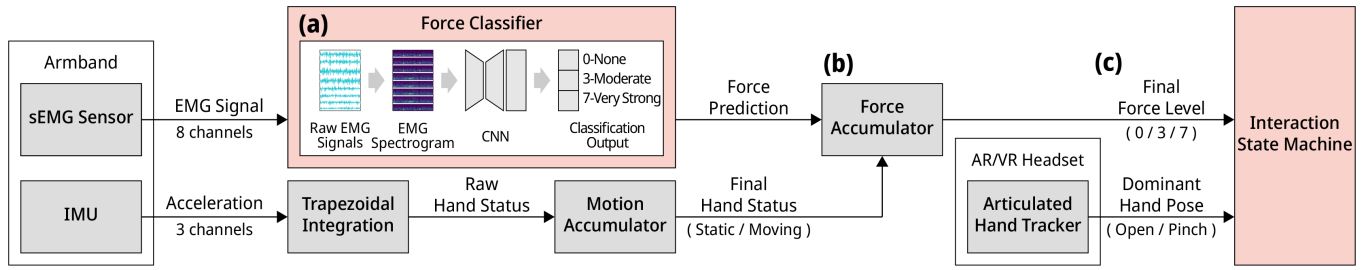 Armband
sEMG Sensor
IMU
EMG Signal
8 channels
Acceleration
3 channels
(a)
Force Classifier
Raw EMG
Signals
EMG
Spectrogram
CNN
0-None
3-Moderate
7-Very Strong
Classification
Output
Trapezoidal
Integration
Raw
Hand Status
Motion
Accumulator
Force
Prediction
Final
Hand Status
( Static / Moving )
(b)
Force
Accumulator
(c)
Final
Force Level
( 0 / 3 / 7 )
AR/VR Headset
Articulated
Hand Tracker
Dominant
Hand Pose
( Open / Pinch )
Interaction
State Machine